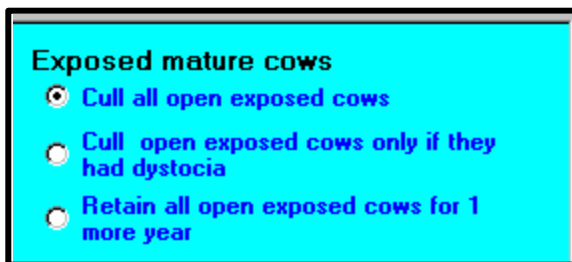 Exposed mature cows
Cull all open exposed cows
Cull open exposed cows only if they
had dystocia
Retain all open exposed cows for 1
more year